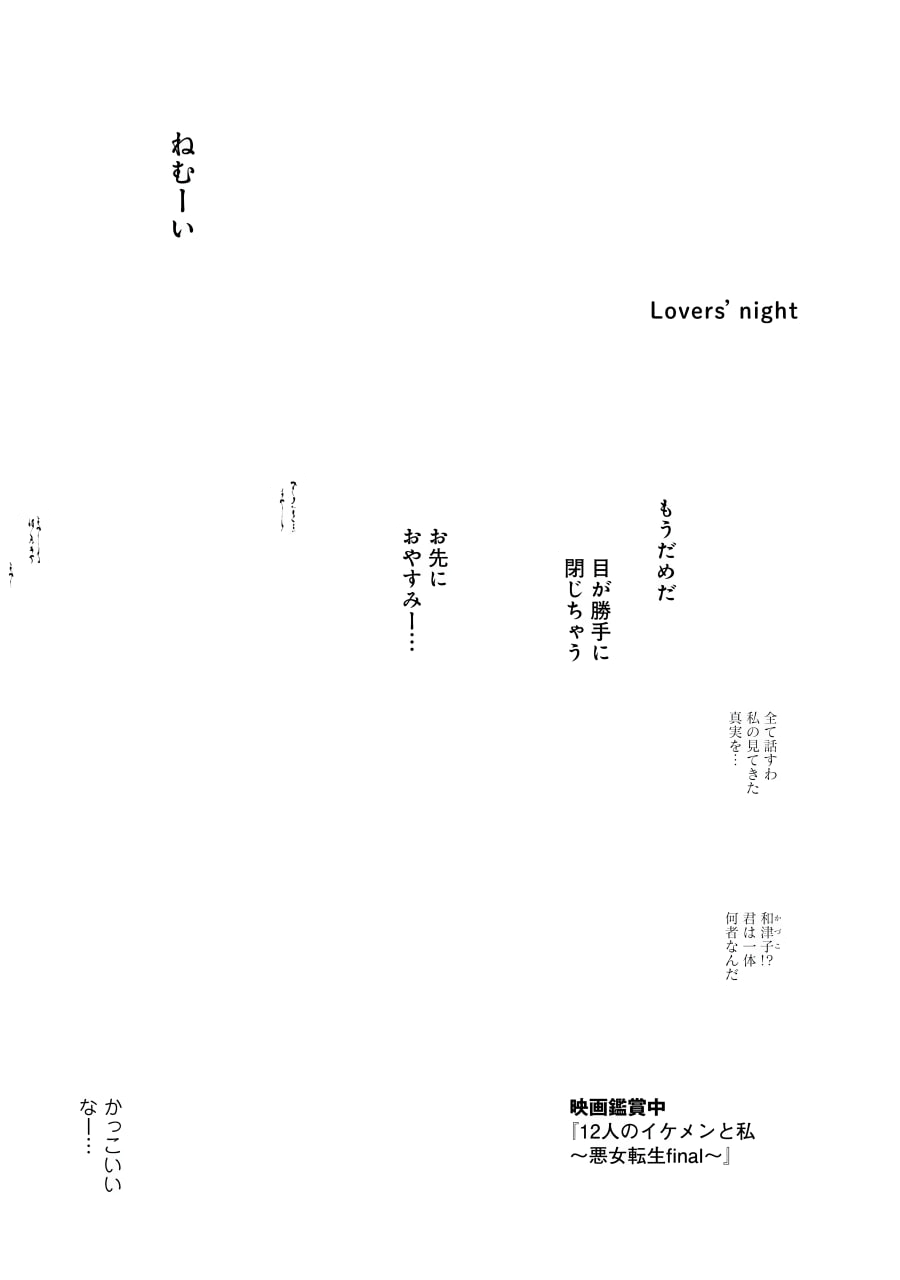 Lovers’ night
全て話すわ
私の見てきた
真実を…
和津子!?
君は一体
何者なんだ
映画鑑賞中
『12人のイケメンと私
～悪女転生final～』
もうだめだ
目が勝手に
閉じちゃう
お先に
おやすみー…
ねむーい
かっこいい
なー…